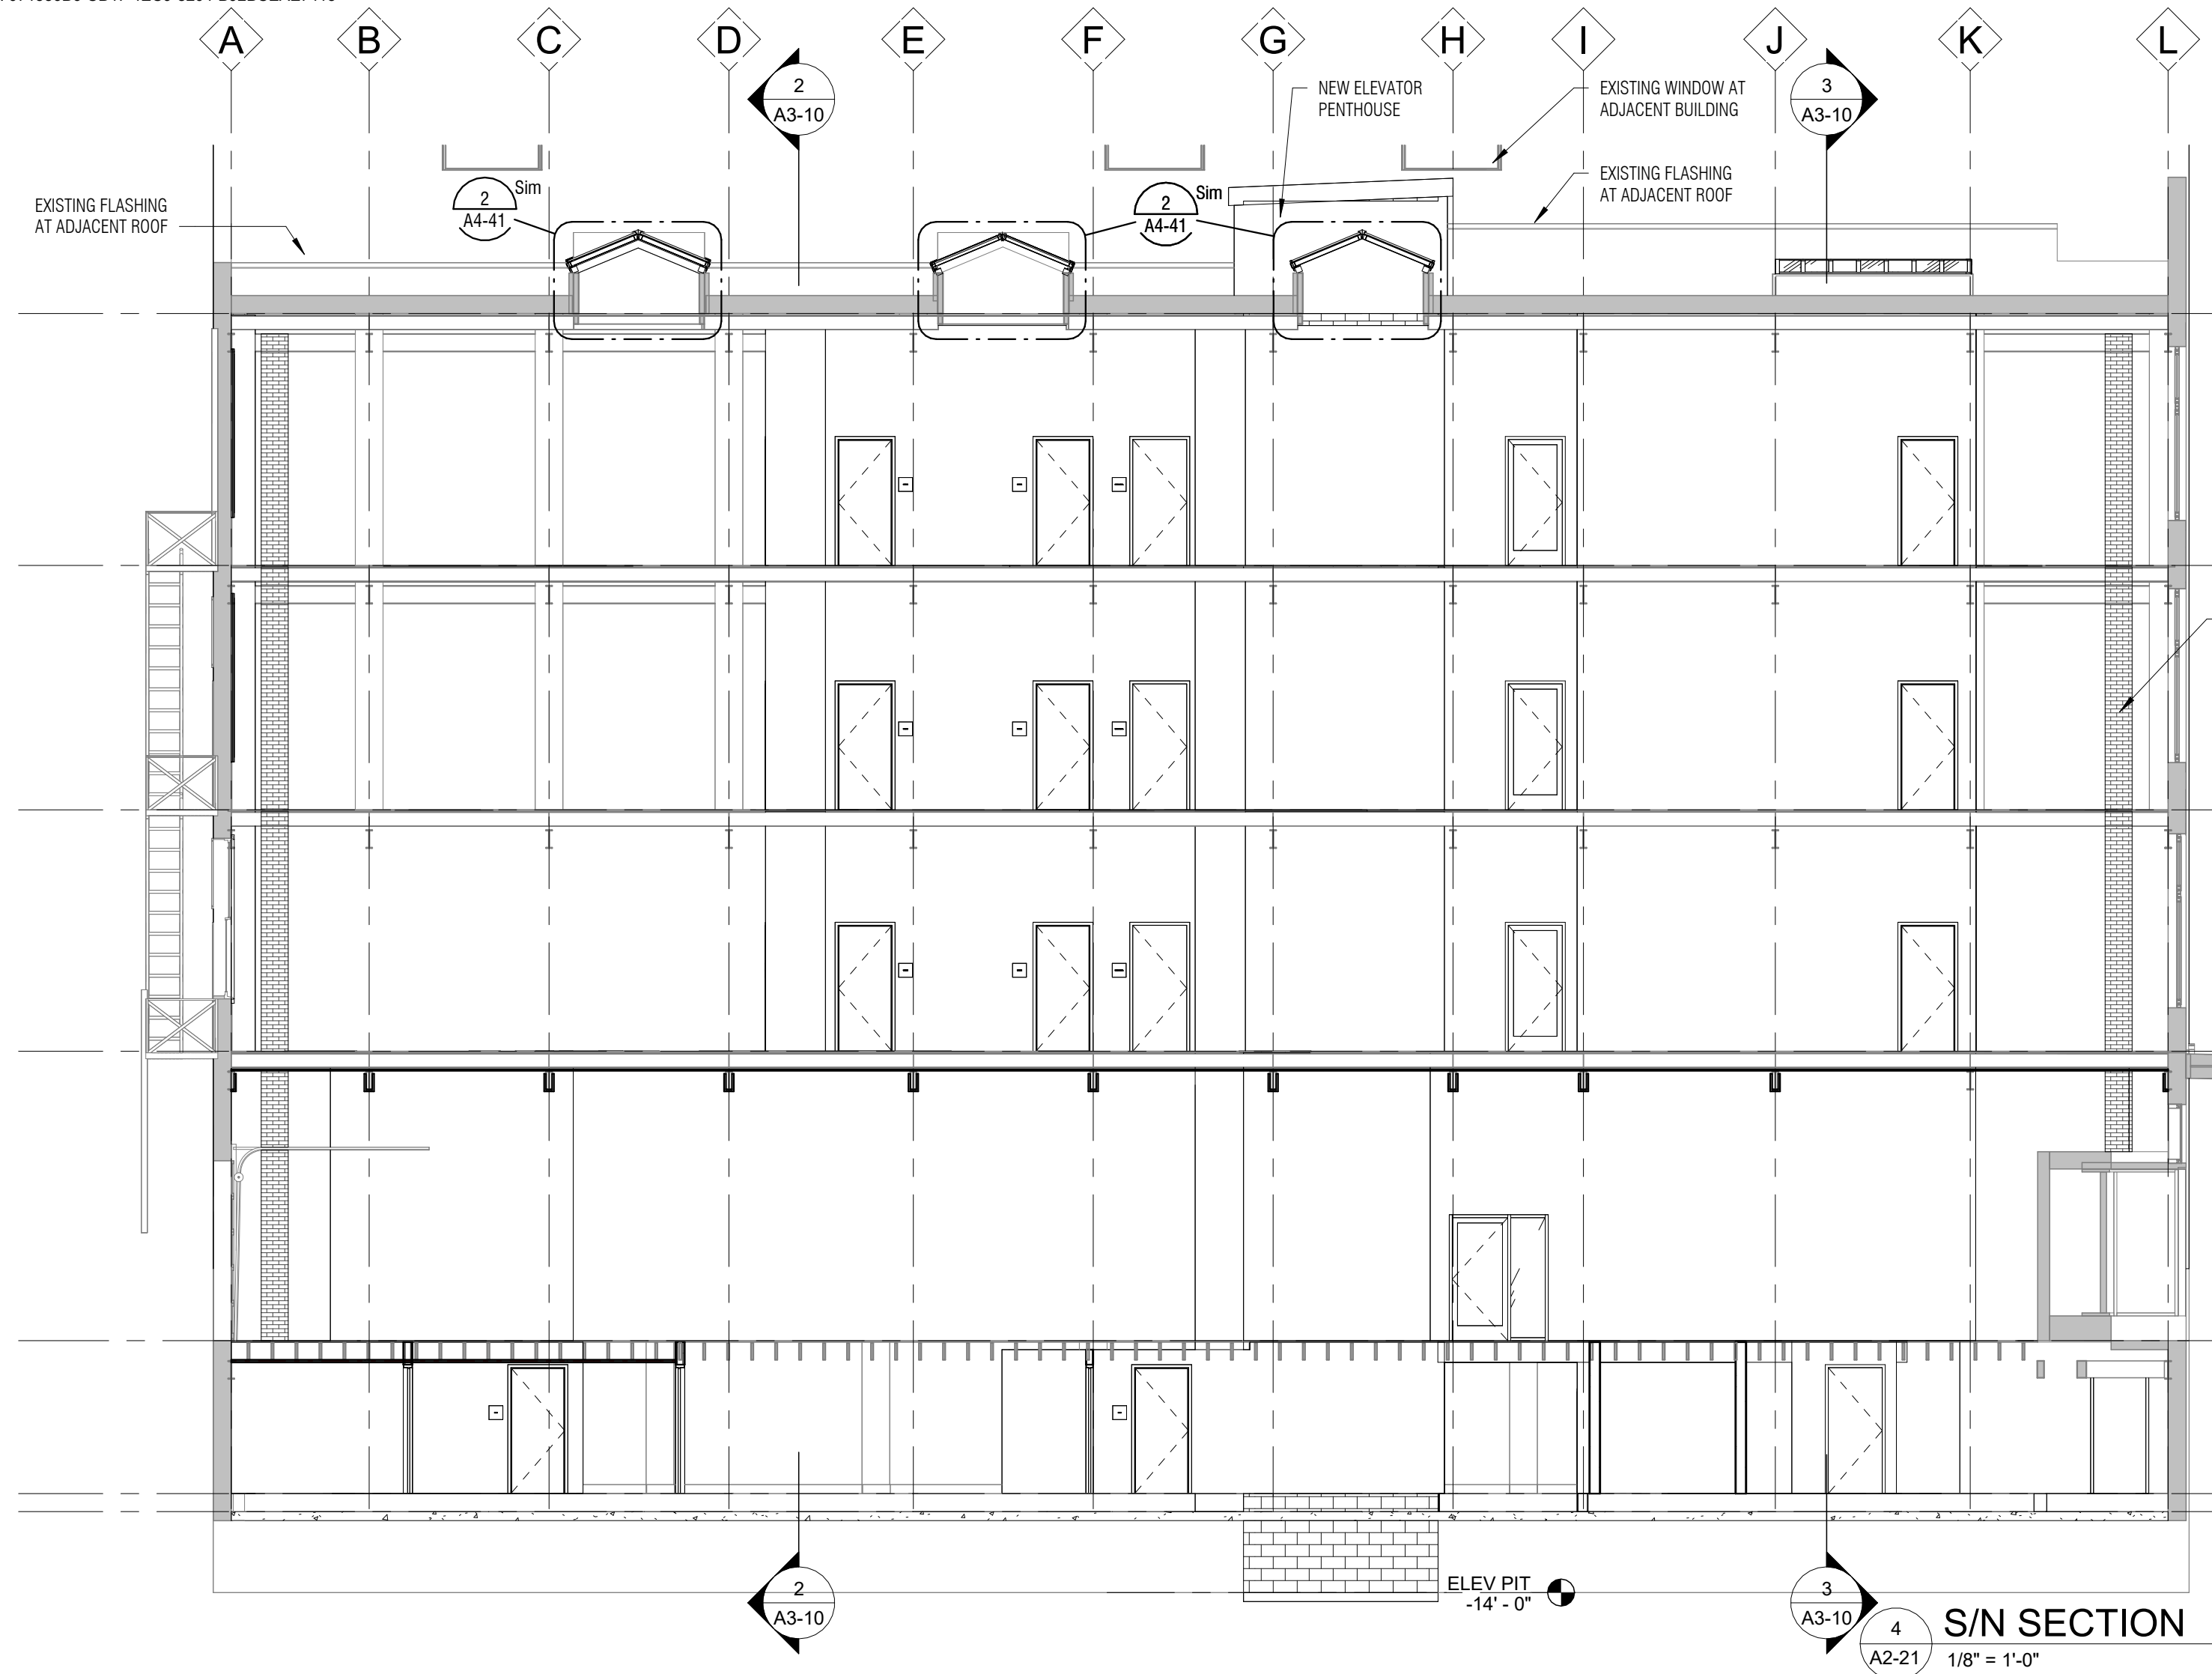 A B C D E F G H I J K L
2
A3-10
NEW ELEVATOR
PENTHOUSE
EXISTING WINDOW AT
ADJACENT BUILDING
3
A3-10
EXISTING FLASHING
AT ADJACENT ROOF
2 Sim
A4-41
2 Sim
A4-41
EXISTING FLASHING
AT ADJACENT ROOF
ELEV PIT
-14' - 0"
2
A3-10
3
A3-10
4
A2-21
S/N SECTION
1/8" = 1'-0"